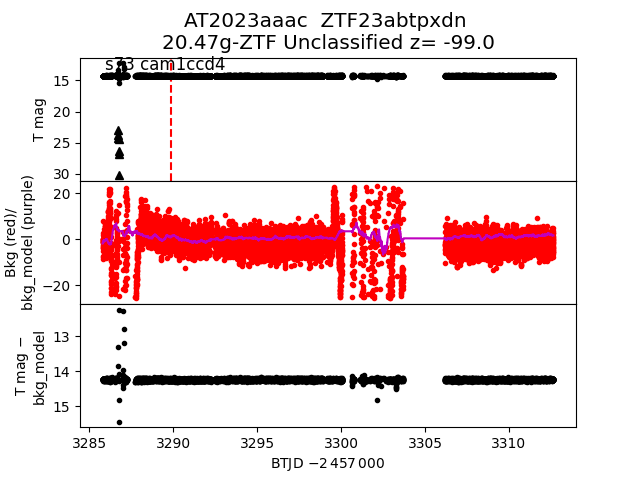 AT2023aaac ZTF23abtpxdn
20.47g-ZTF Unclassified z= -99.0
s73 cam1ccd4
T mag
15
20
25
30
Bkg (red)/
bkg_model (purple)
20
0
−20
T mag −
bkg_model
13
14
15
3285 3290 3295 3300 3305 3310
BTJD −2 457 000